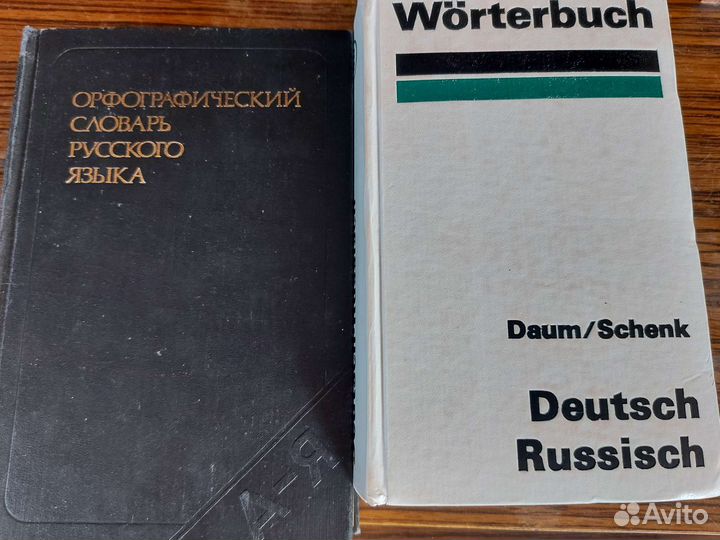 ОРФОГРАФИЧЕСКИЙ
СЛОВАРЬ
РУССКОГО
ЯЗЫКА
А-Я
Wörterbuch
Daum/Schenk
Deutsch
Russisch
Avito